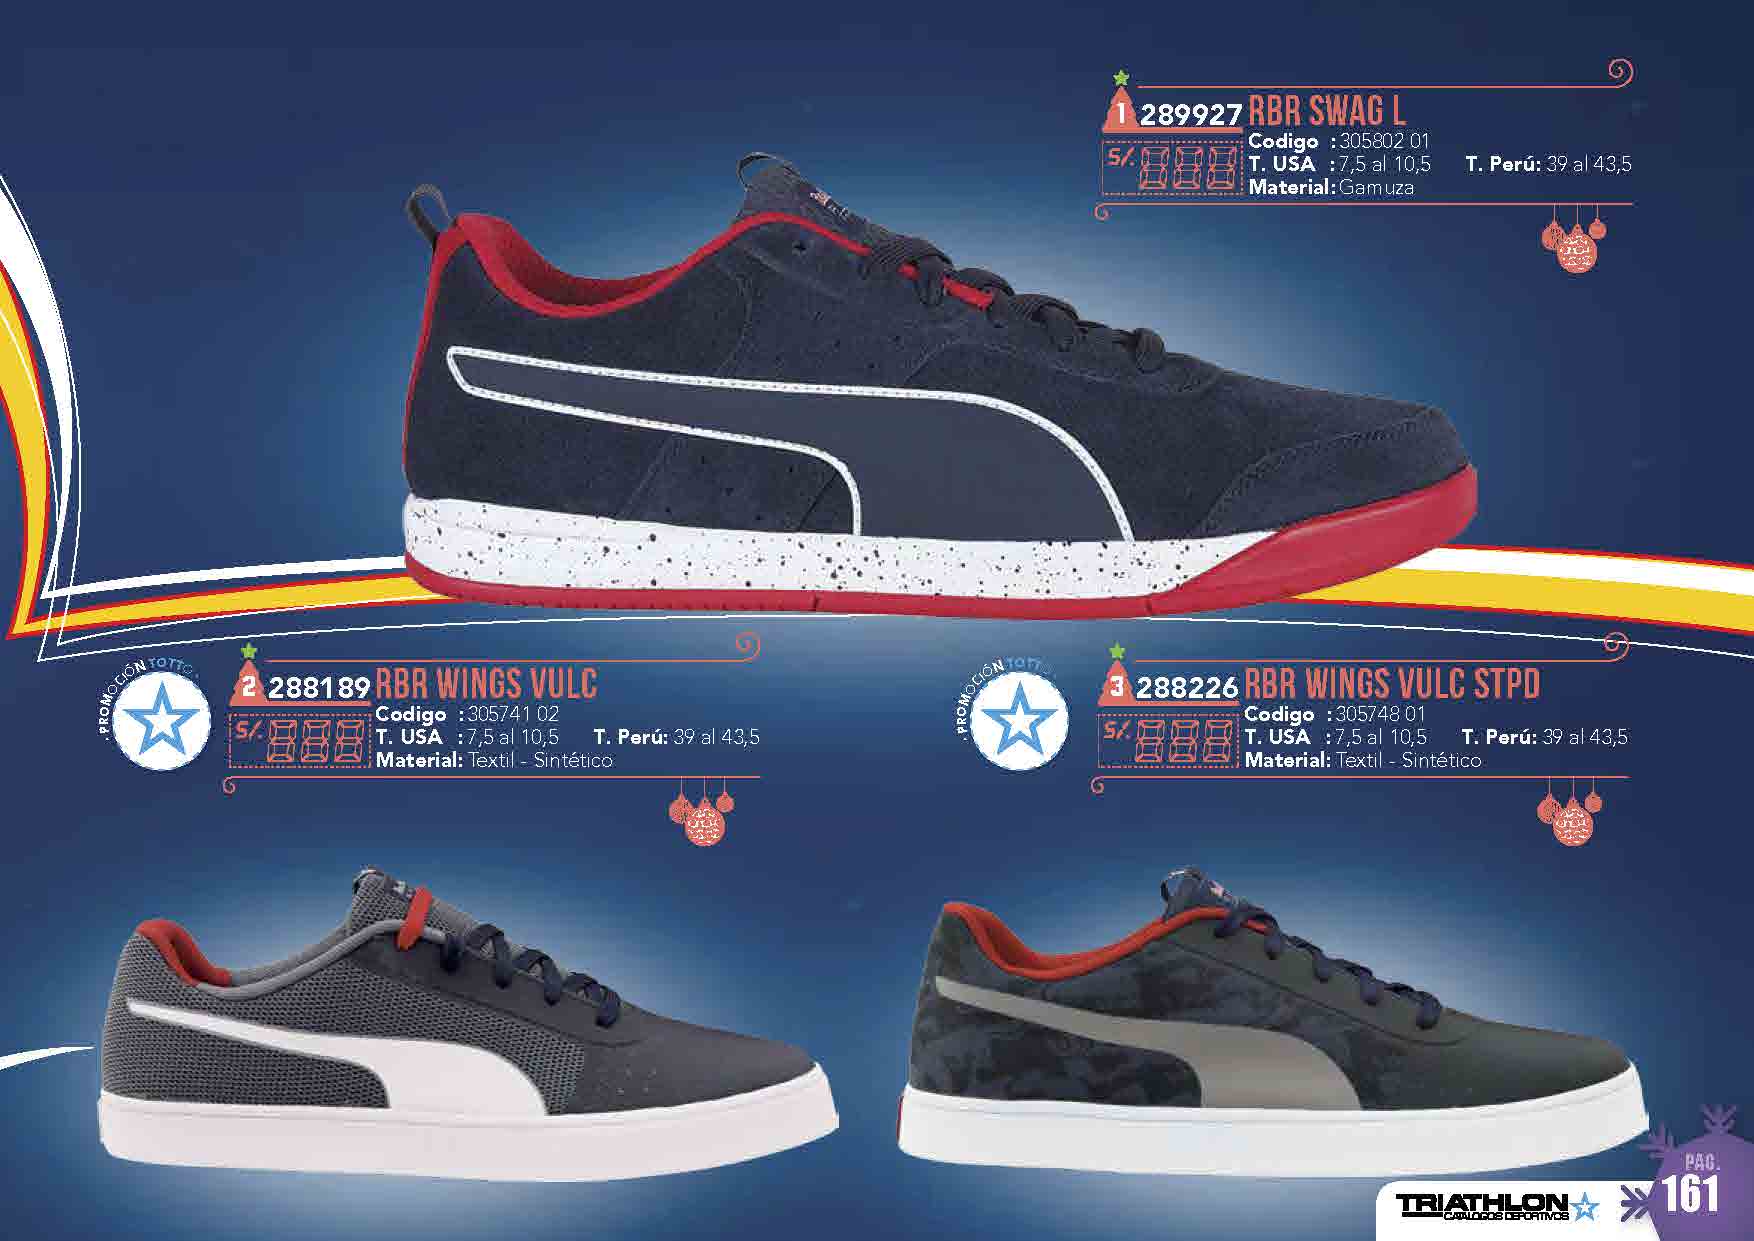 1 289927 RBR SWAG L
Codigo : 305802 01
S/. 888 T. USA : 7,5 al 10,5 T. Perú: 39 al 43,5
Material: Gamuza
. PROMOCIÓN TOTTO.
2 288189 RBR WINGS VULC
Codigo : 305741 02
S/. 888 T. USA : 7,5 al 10,5 T. Perú: 39 al 43,5
Material: Textil - Sintético
. PROMOCIÓN TOTTO.
3 288226 RBR WINGS VULC STPD
Codigo : 305748 01
S/. 888 T. USA : 7,5 al 10,5 T. Perú: 39 al 43,5
Material: Textil - Sintético
TRIATHLON
CATALOGOS DEPORTIVOS
PAG.
161